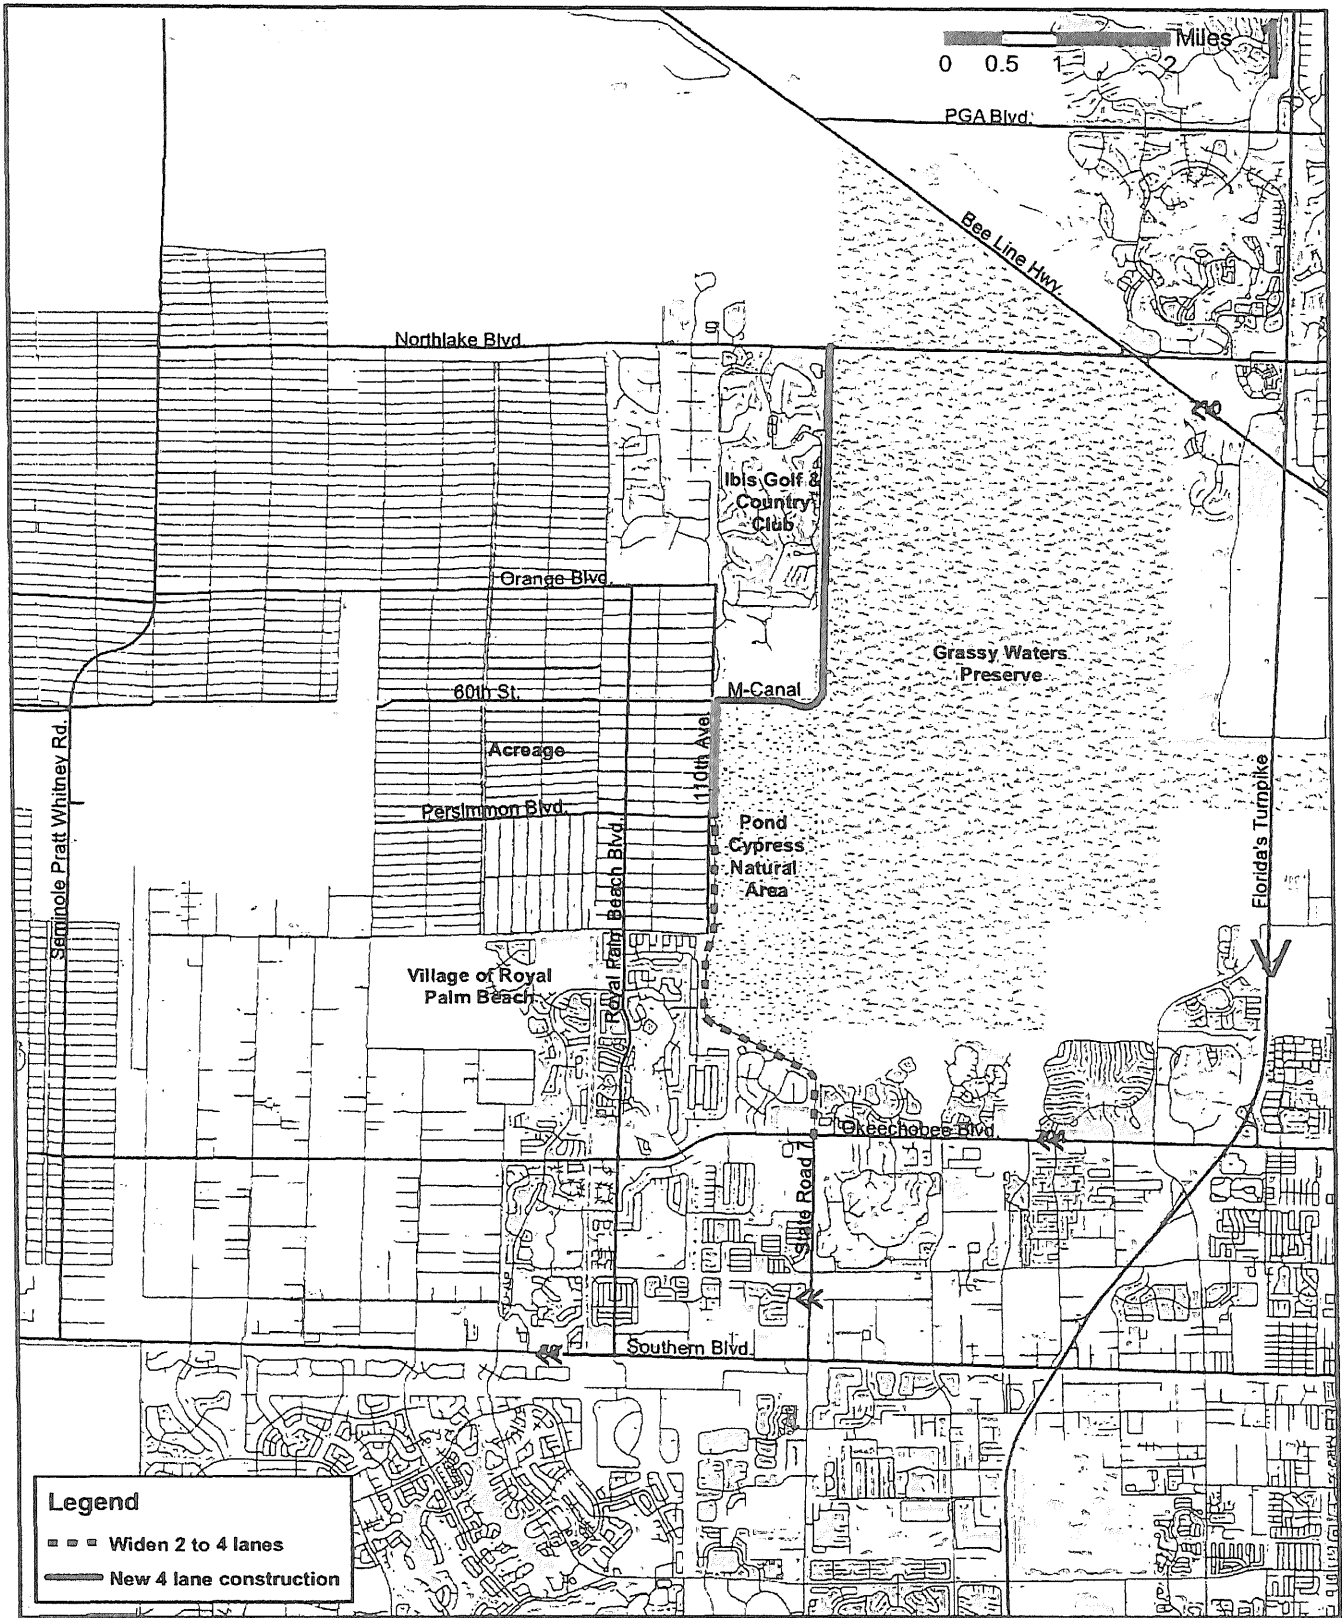 Miles
0 0.5 1 2
PGA Blvd.
Bee Line Hwy.
Northlake Blvd.
Ibis Golf &
Country
Club
Orange Blvd.
Grassy Waters
Preserve
60th St.
M-Canal
Seminole Pratt Whitney Rd.
Acreage
110th Ave.
Florida's Turnpike
Persimmon Blvd.
Royal Palm Beach Blvd.
Pond
Cypress
Natural
Area
Village of Royal
Palm Beach
Okeechobee Blvd.
State Road 7
Southern Blvd.
Legend
Widen 2 to 4 lanes
New 4 lane construction